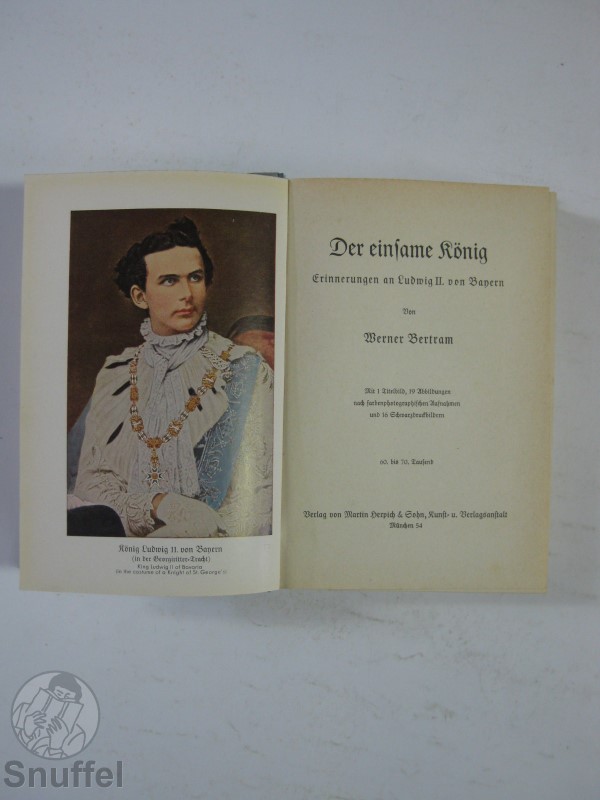 König Ludwig II. von Bayern
(in der Georgiritter-Tracht)
King Ludwig II of Bavaria
(in the costume of a Knight of St. George's)
Der einsame König
Erinnerungen an Ludwig II. von Bayern
Von
Werner Bertram
Mit 1 Titelbild, 19 Abbildungen
nach farbenphotographischen Aufnahmen
und 16 Schwarzdruckbildern
60. bis 70. Tausend
Verlag von Martin Herpich & Sohn, Kunst- u. Verlagsanstalt
München 54
Snuffel